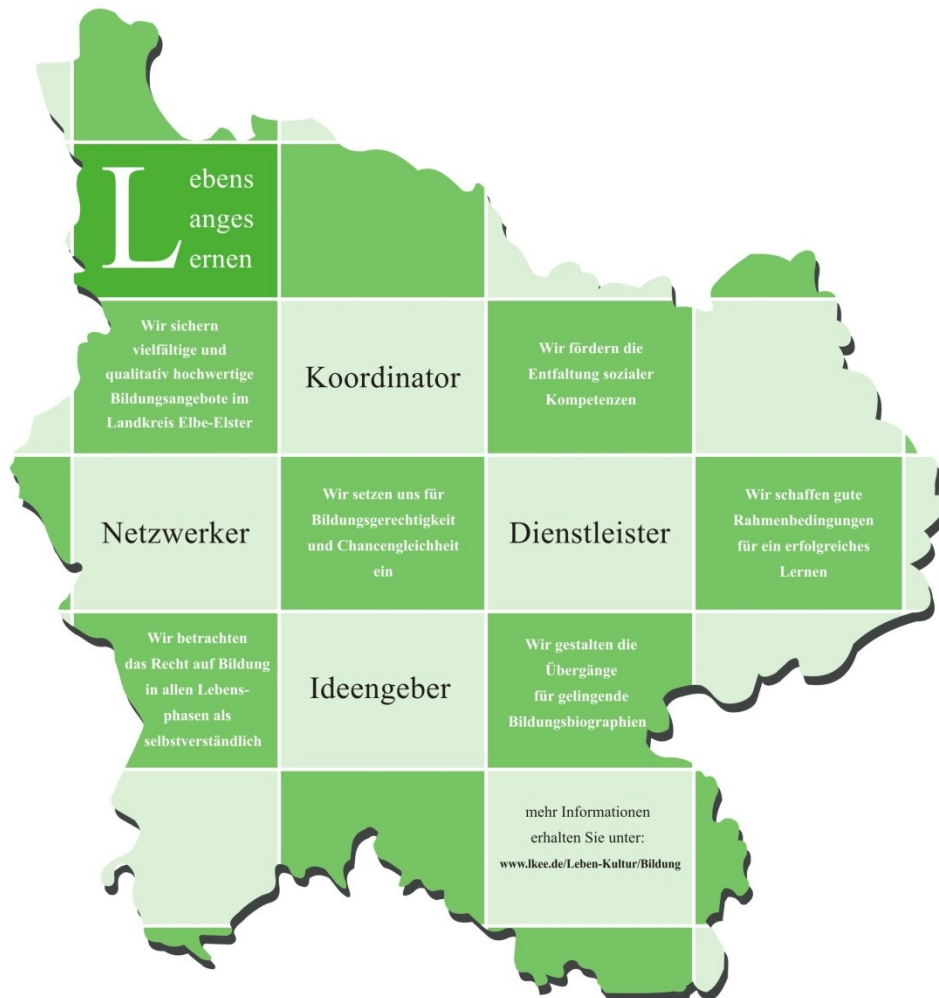 Lebens
Langes
Lernen
Wir sichern
vielfältige und
qualitativ hochwertige
Bildungsangebote im
Landkreis Elbe-Elster
Koordinator
Wir fördern die
Entfaltung sozialer
Kompetenzen
Netzwerker
Wir setzen uns für
Bildungsgerechtigkeit
und Chancengleichheit
ein
Dienstleister
Wir schaffen gute
Rahmenbedingungen
für ein erfolgreiches
Lernen
Wir betrachten
das Recht auf Bildung
in allen Lebens-
phasen als
selbstverständlich
Ideengeber
Wir gestalten die
Übergänge
für gelingende
Bildungsbiographien
mehr Informationen
erhalten Sie unter:
www.lkee.de/Leben-Kultur/Bildung